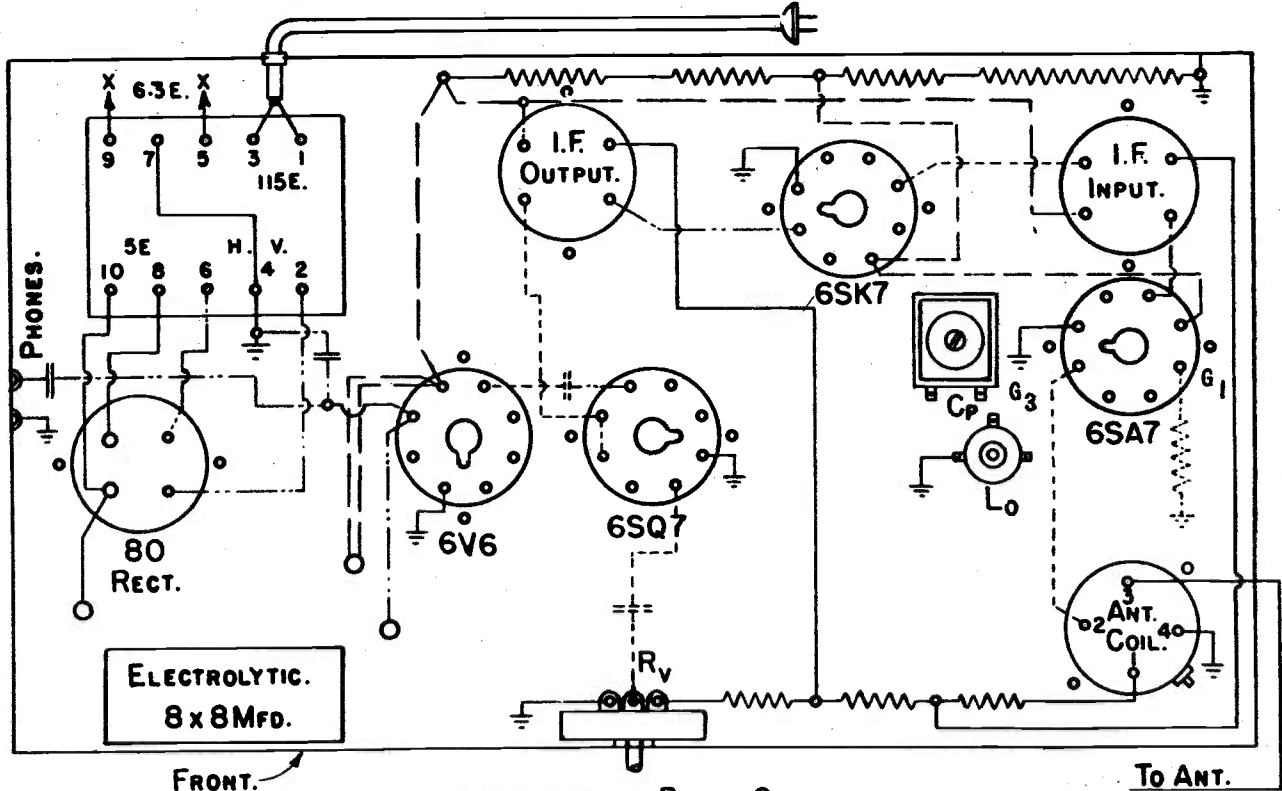 X 6.3 E. X
9 7 5 3 1
115E.
5E H. V.
10 8 6 4 2
PHONES.
I.F.
OUTPUT.
I.F.
INPUT.
6SK7
CP
G3
G1
6SA7
O
80
RECT.
6V6
6SQ7
3
2 ANT. 4
COIL.
1
RV
ELECTROLYTIC.
8 x 8 MFD.
FRONT.
TO ANT.